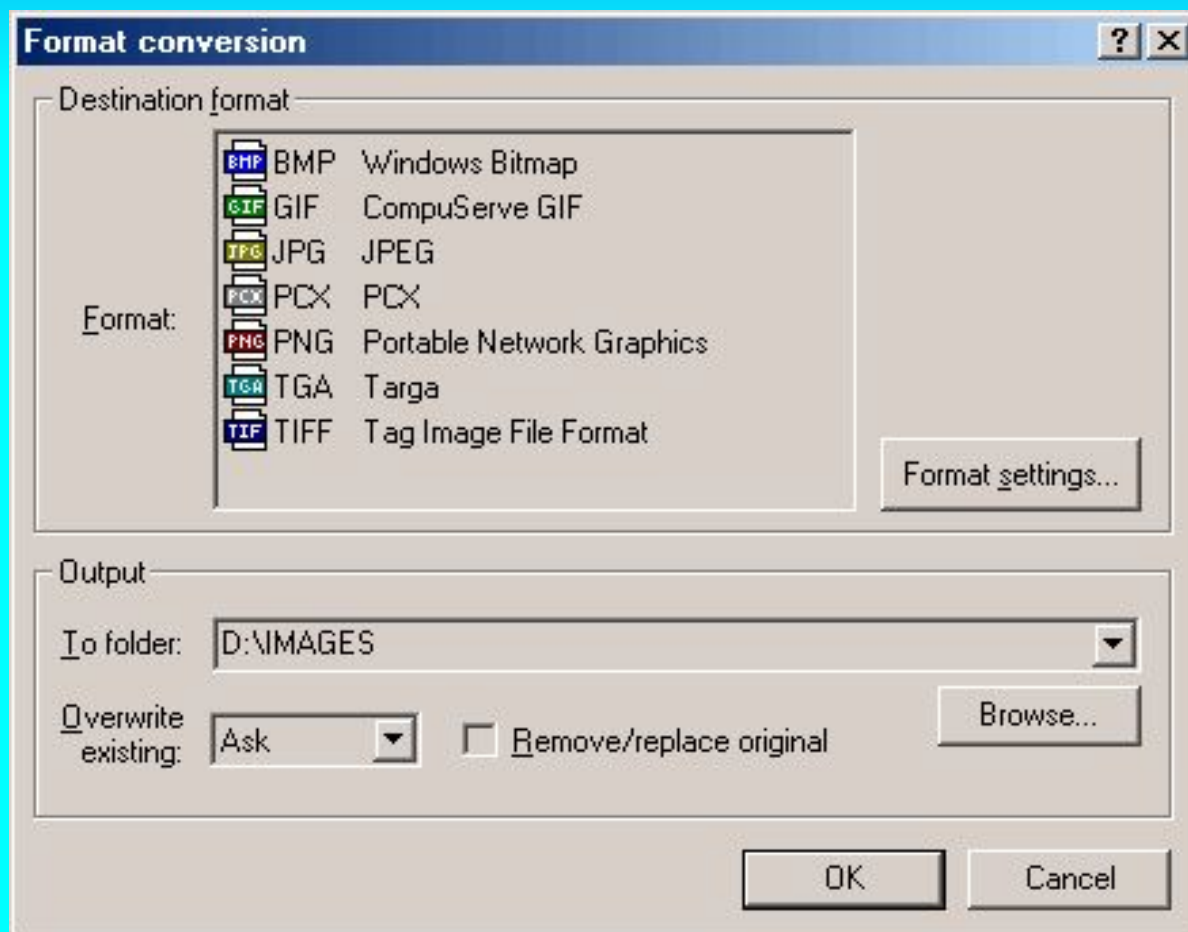 Format conversion
Destination format
Format:
BMP BMP Windows Bitmap
GIF GIF CompuServe GIF
JPG JPG JPEG
PCX PCX PCX
PNG PNG Portable Network Graphics
TGA TGA Targa
TIF TIFF Tag Image File Format
Format settings...
Output
To folder: D:\IMAGES
Browse...
Overwrite existing: Ask Remove/replace original
OK Cancel